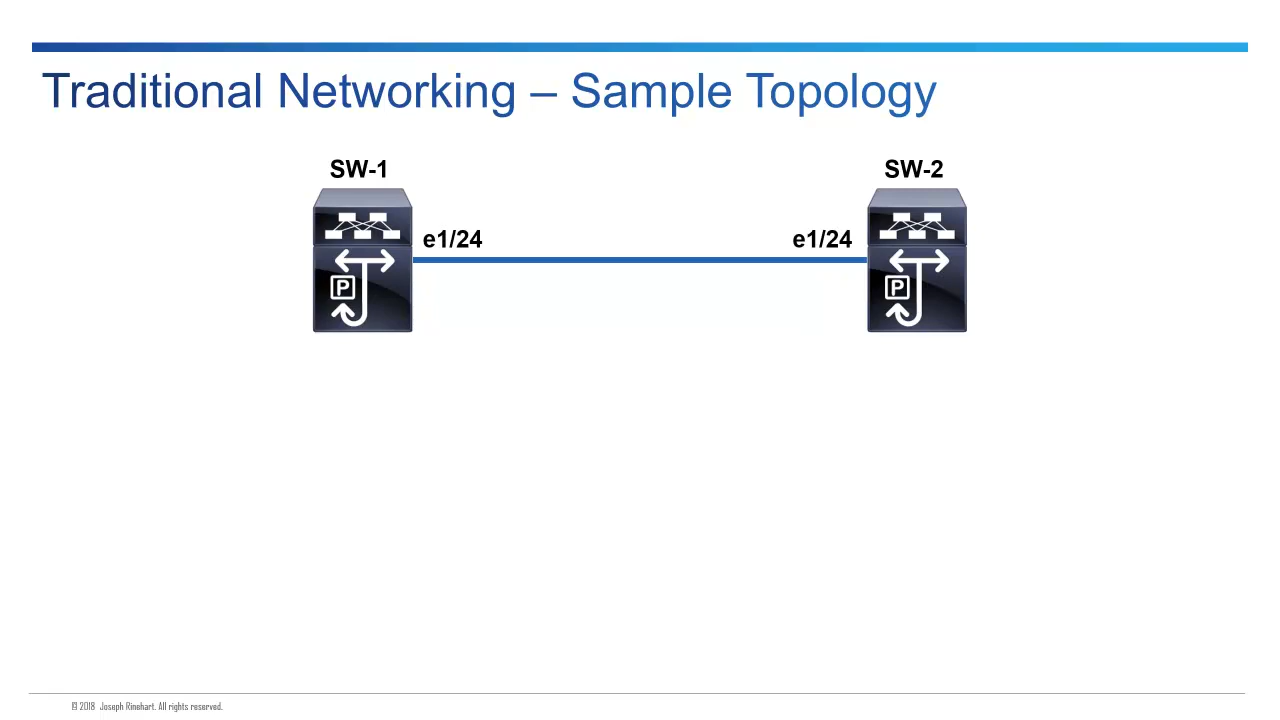 Traditional Networking – Sample Topology
SW-1
SW-2
e1/24
e1/24
P
P
© 2018 Joseph Rinehart. All rights reserved.